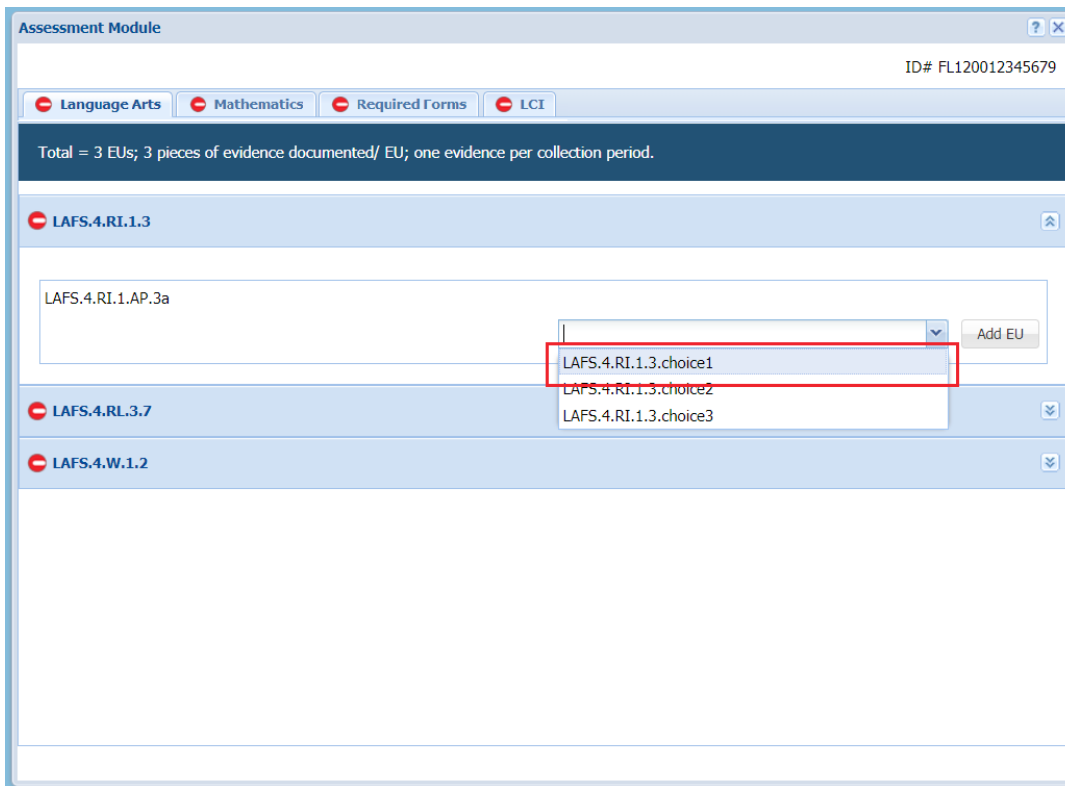 Assessment Module
ID# FL120012345679
Language Arts
Mathematics
Required Forms
LCI
Total = 3 EUs; 3 pieces of evidence documented/ EU; one evidence per collection period.
LAFS.4.RI.1.3
LAFS.4.RI.1.AP.3a
Add EU
LAFS.4.RI.1.3.choice1
LAFS.4.RI.1.3.choice2
LAFS.4.RI.1.3.choice3
LAFS.4.RL.3.7
LAFS.4.W.1.2